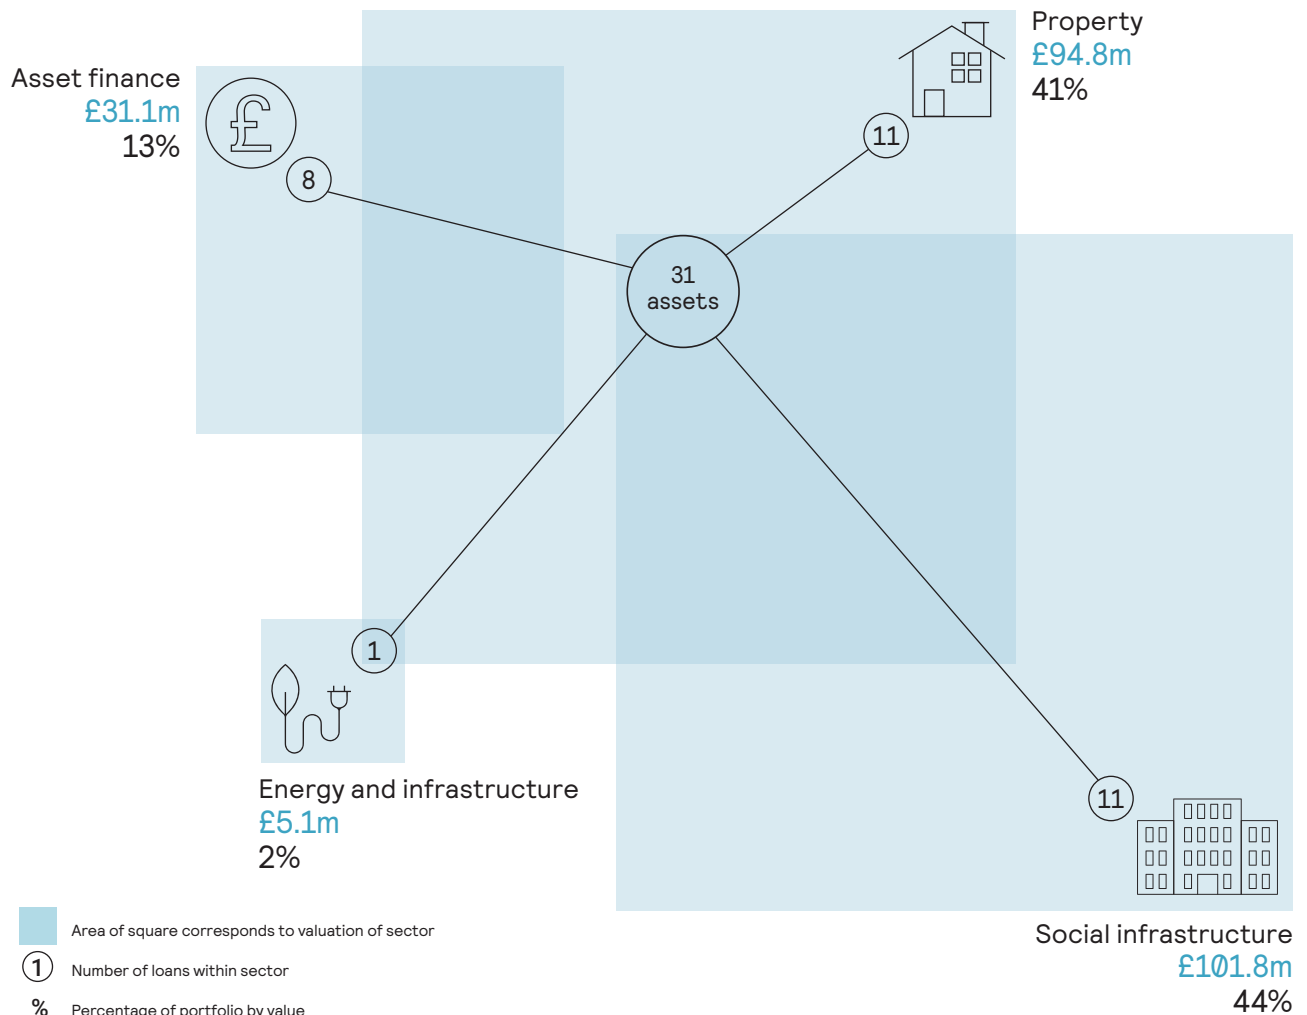 Property
£94.8m
41%
Asset finance
£31.1m
13%
£
8
11
31
assets
1
Energy and infrastructure
£5.1m
2%
11
Social infrastructure
£101.8m
44%
Area of square corresponds to valuation of sector
1 Number of loans within sector
% Percentage of portfolio by value